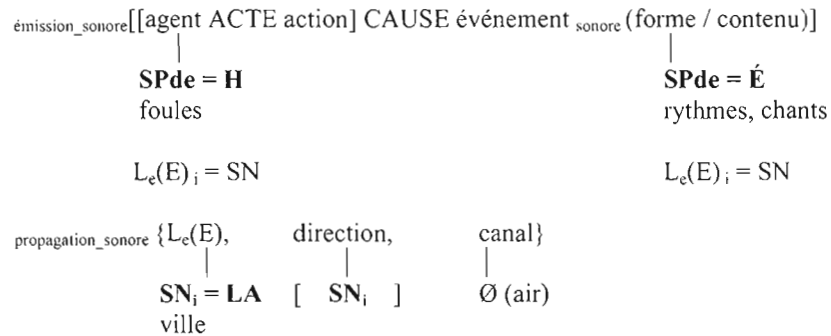 émission_sonore[[agent ACTE action] CAUSE événement sonore (forme / contenu)]
SPde = H SPde = É
foules rythmes, chants
Le(E) i = SN Le(E) i = SN
propagation_sonore {Le(E), direction, canal}
SNi = LA [ SNi ] Ø (air)
ville